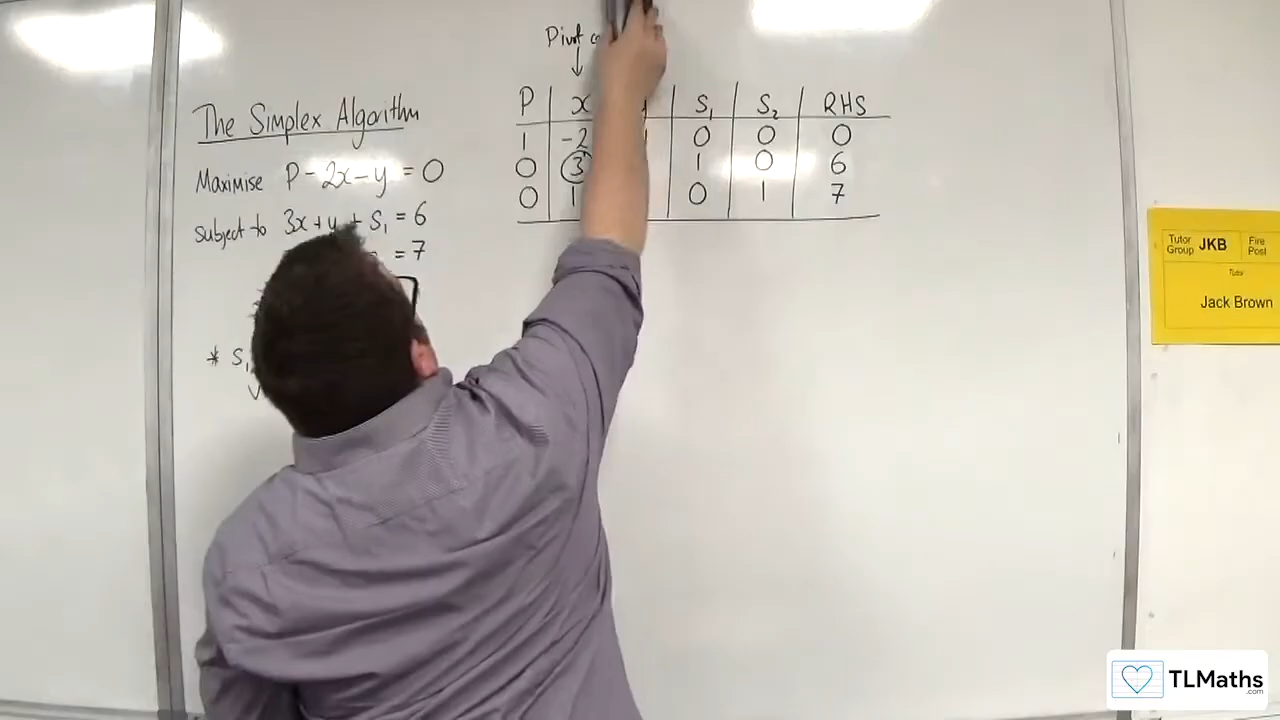 Pivot
The Simplex Algorithm
Maximise P - 2x - y = 0
subject to 3x + y + S₁ = 6
= 7
* S₁
P x S₁ S₂ RHS
1 -2 0 0 0
0 3 1 0 6
0 1 0 1 7
Tutor Group JKB Fire Post
Tutor
Jack Brown
TLMaths
.com